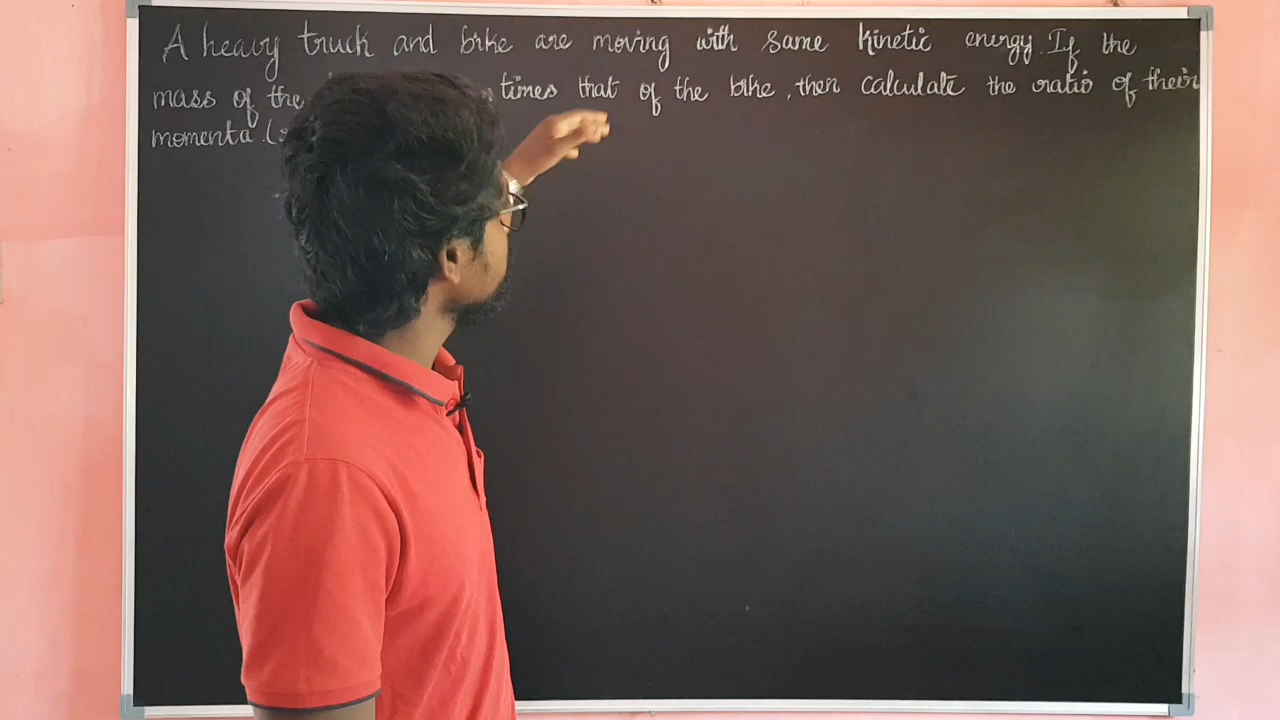 A heavy truck and bike are moving with same kinetic energy. If the
mass of the times that of the bike, then calculate the ratio of their
momenta. (